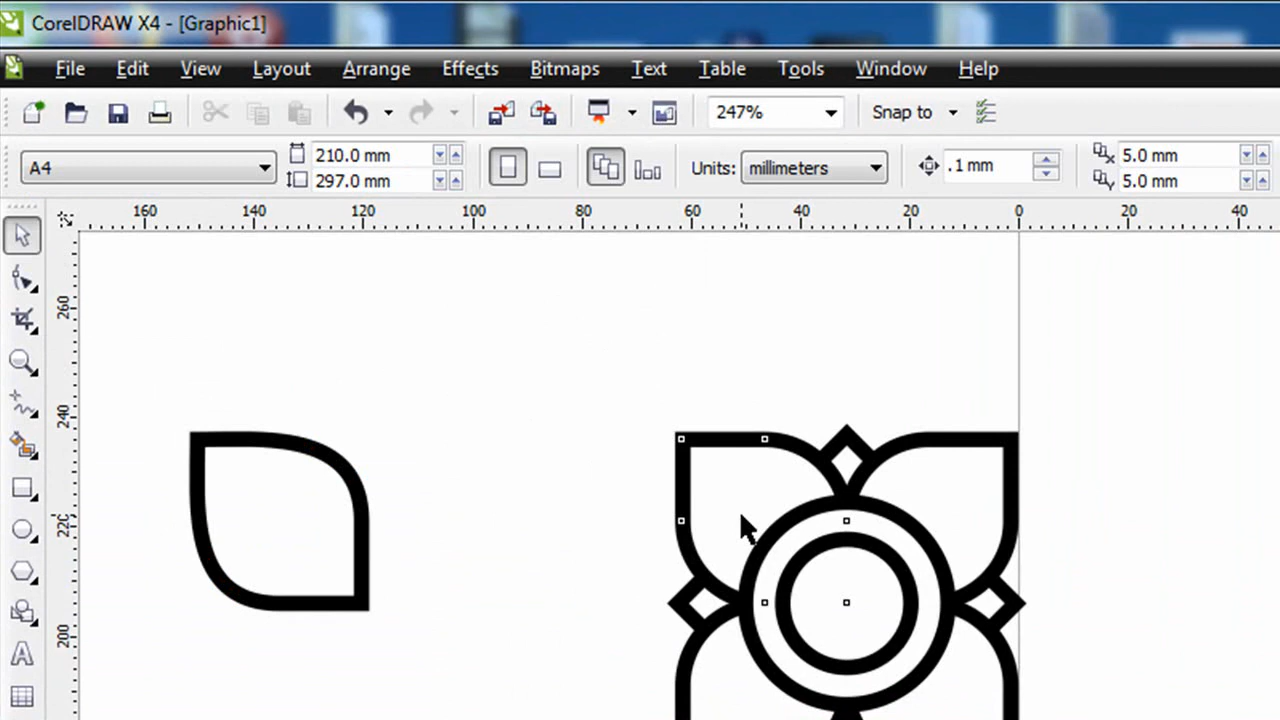 CorelDRAW X4 - [Graphic1]
File Edit View Layout Arrange Effects Bitmaps Text Table Tools Window Help
247% Snap to
A4 210.0 mm 297.0 mm Units: millimeters .1 mm 5.0 mm 5.0 mm
160 140 120 100 80 60 40 20 0 20 40
260
240
220
200